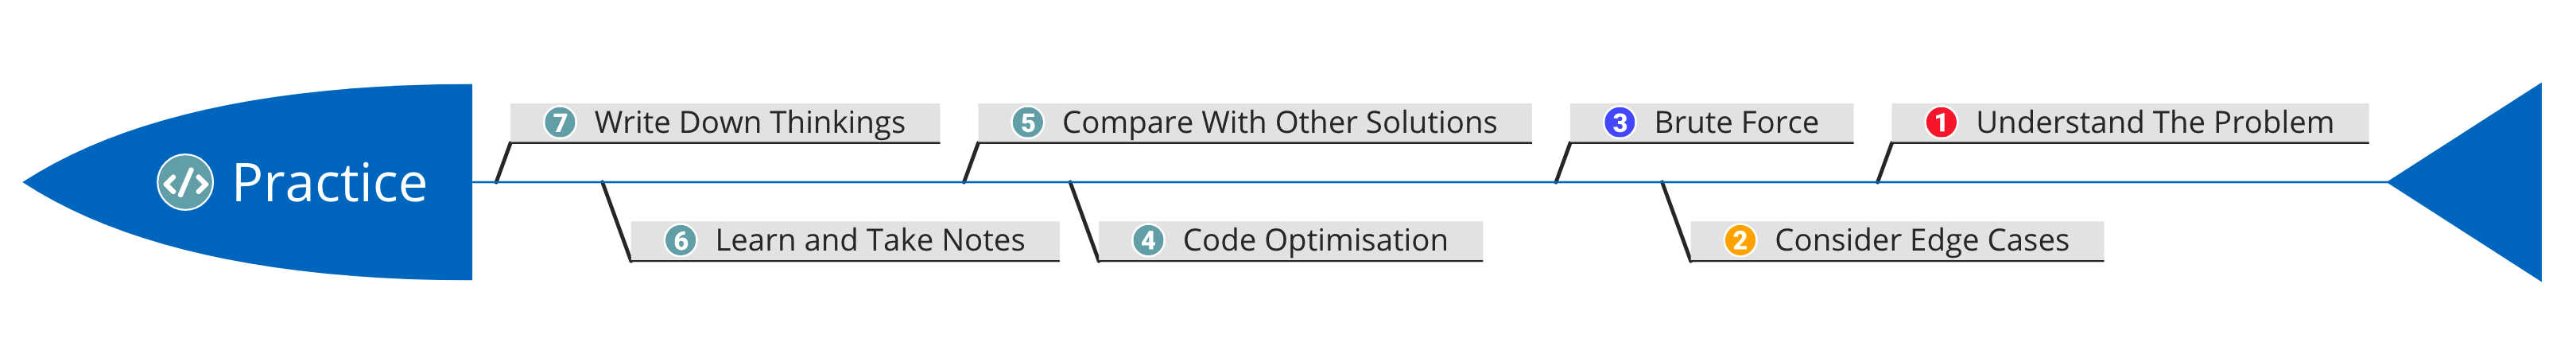 </> Practice
7 Write Down Thinkings
5 Compare With Other Solutions
3 Brute Force
1 Understand The Problem
6 Learn and Take Notes
4 Code Optimisation
2 Consider Edge Cases